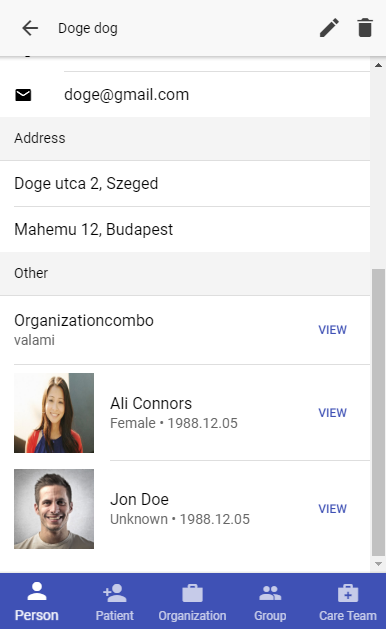 Doge dog
doge@gmail.com
Address
Doge utca 2, Szeged
Mahemu 12, Budapest
Other
Organizationcombo
valami
VIEW
Ali Connors
Female • 1988.12.05
VIEW
Jon Doe
Unknown • 1988.12.05
VIEW
Person Patient Organization Group Care Team